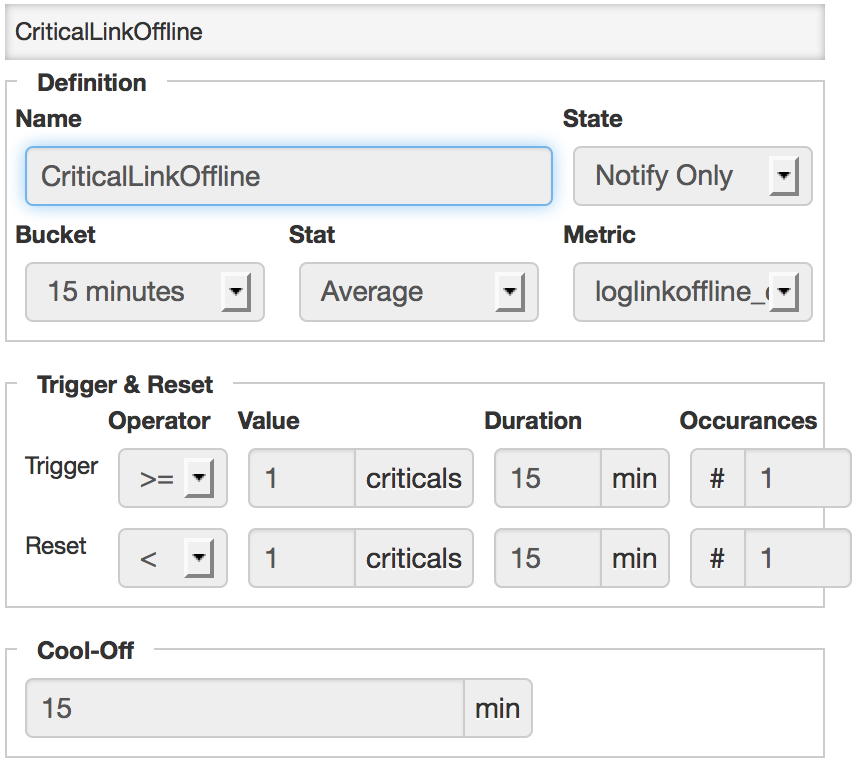 CriticalLinkOffline
Definition
Name State
CriticalLinkOffline Notify Only
Bucket Stat Metric
15 minutes Average loglinkoffline_
Trigger & Reset
Operator Value Duration Occurances
Trigger >= 1 criticals 15 min # 1
Reset < 1 criticals 15 min # 1
Cool-Off
15 min